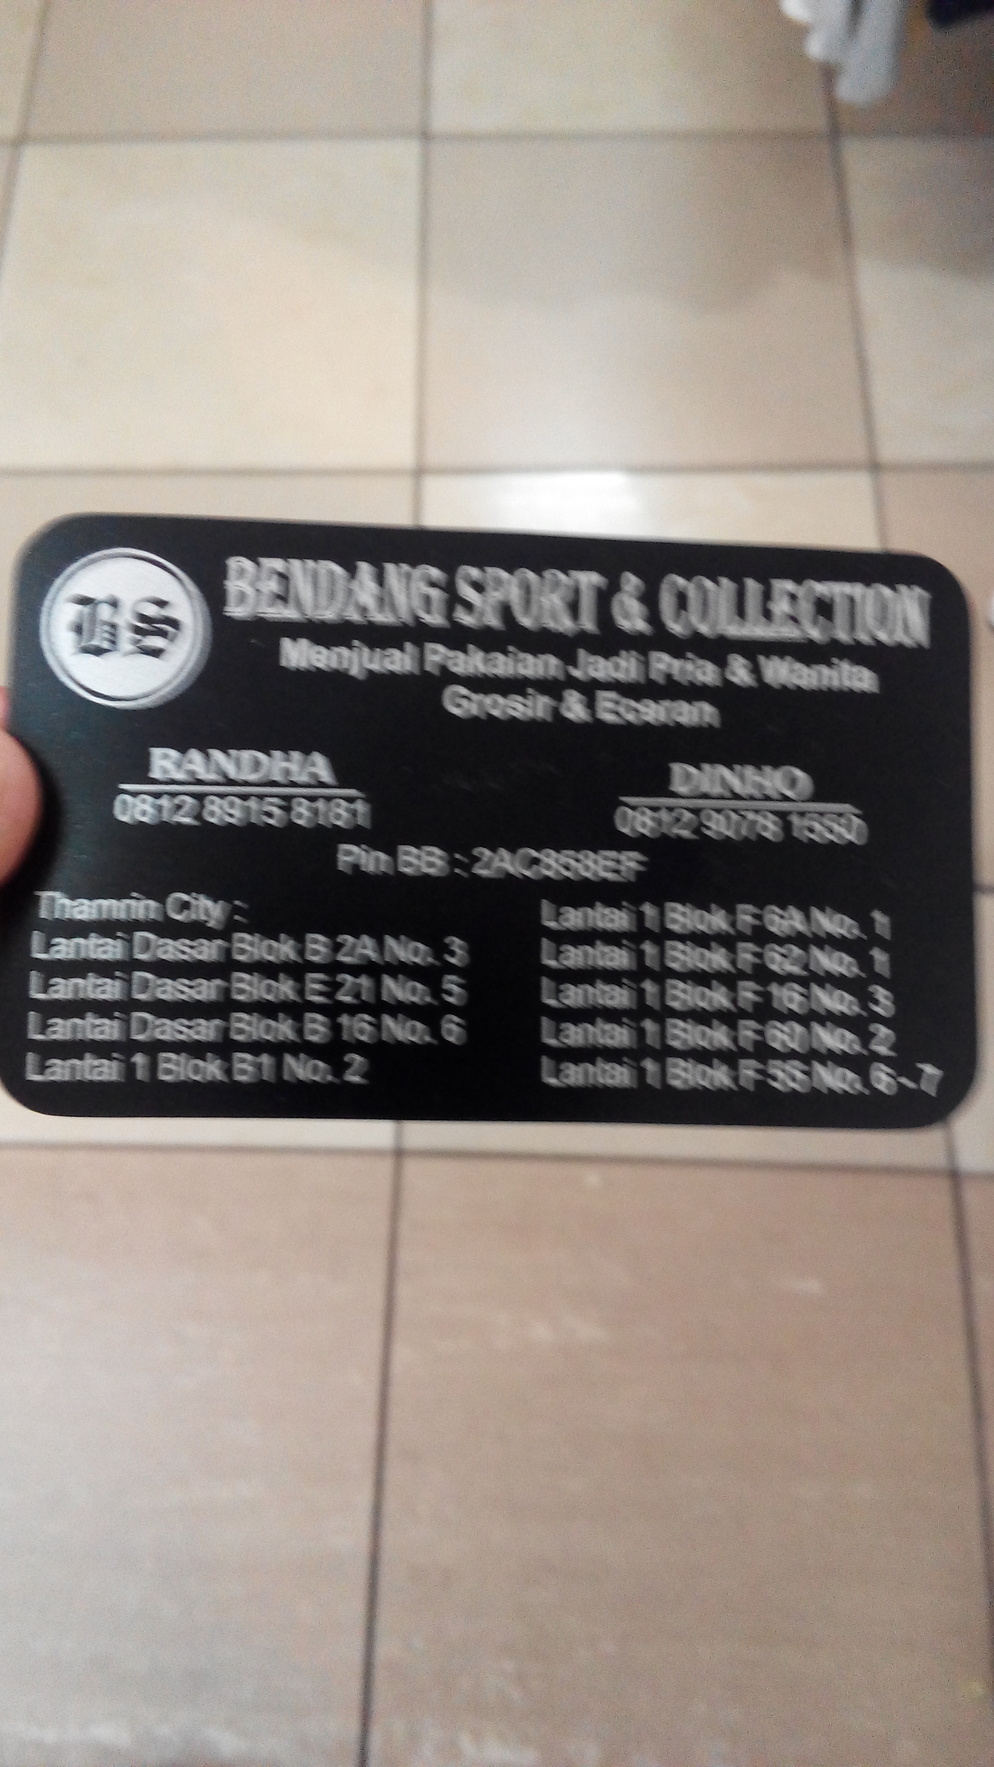 BS
BENDANG SPORT & COLLECTION
Menjual Pakaian Jadi Pria & Wanita
Grosir & Eceran
RANDHA
0812 8915 8181
DINHO
0812 9078 1550
Pin BB : 2AC858EF
Thamrin City :
Lantai Dasar Blok B 2A No. 3
Lantai Dasar Blok E 21 No. 5
Lantai Dasar Blok B 16 No. 6
Lantai 1 Blok B1 No. 2
Lantai 1 Blok F 6A No. 1
Lantai 1 Blok F 62 No. 1
Lantai 1 Blok F 16 No. 3
Lantai 1 Blok F 60 No. 2
Lantai 1 Blok F No. 6 - 7